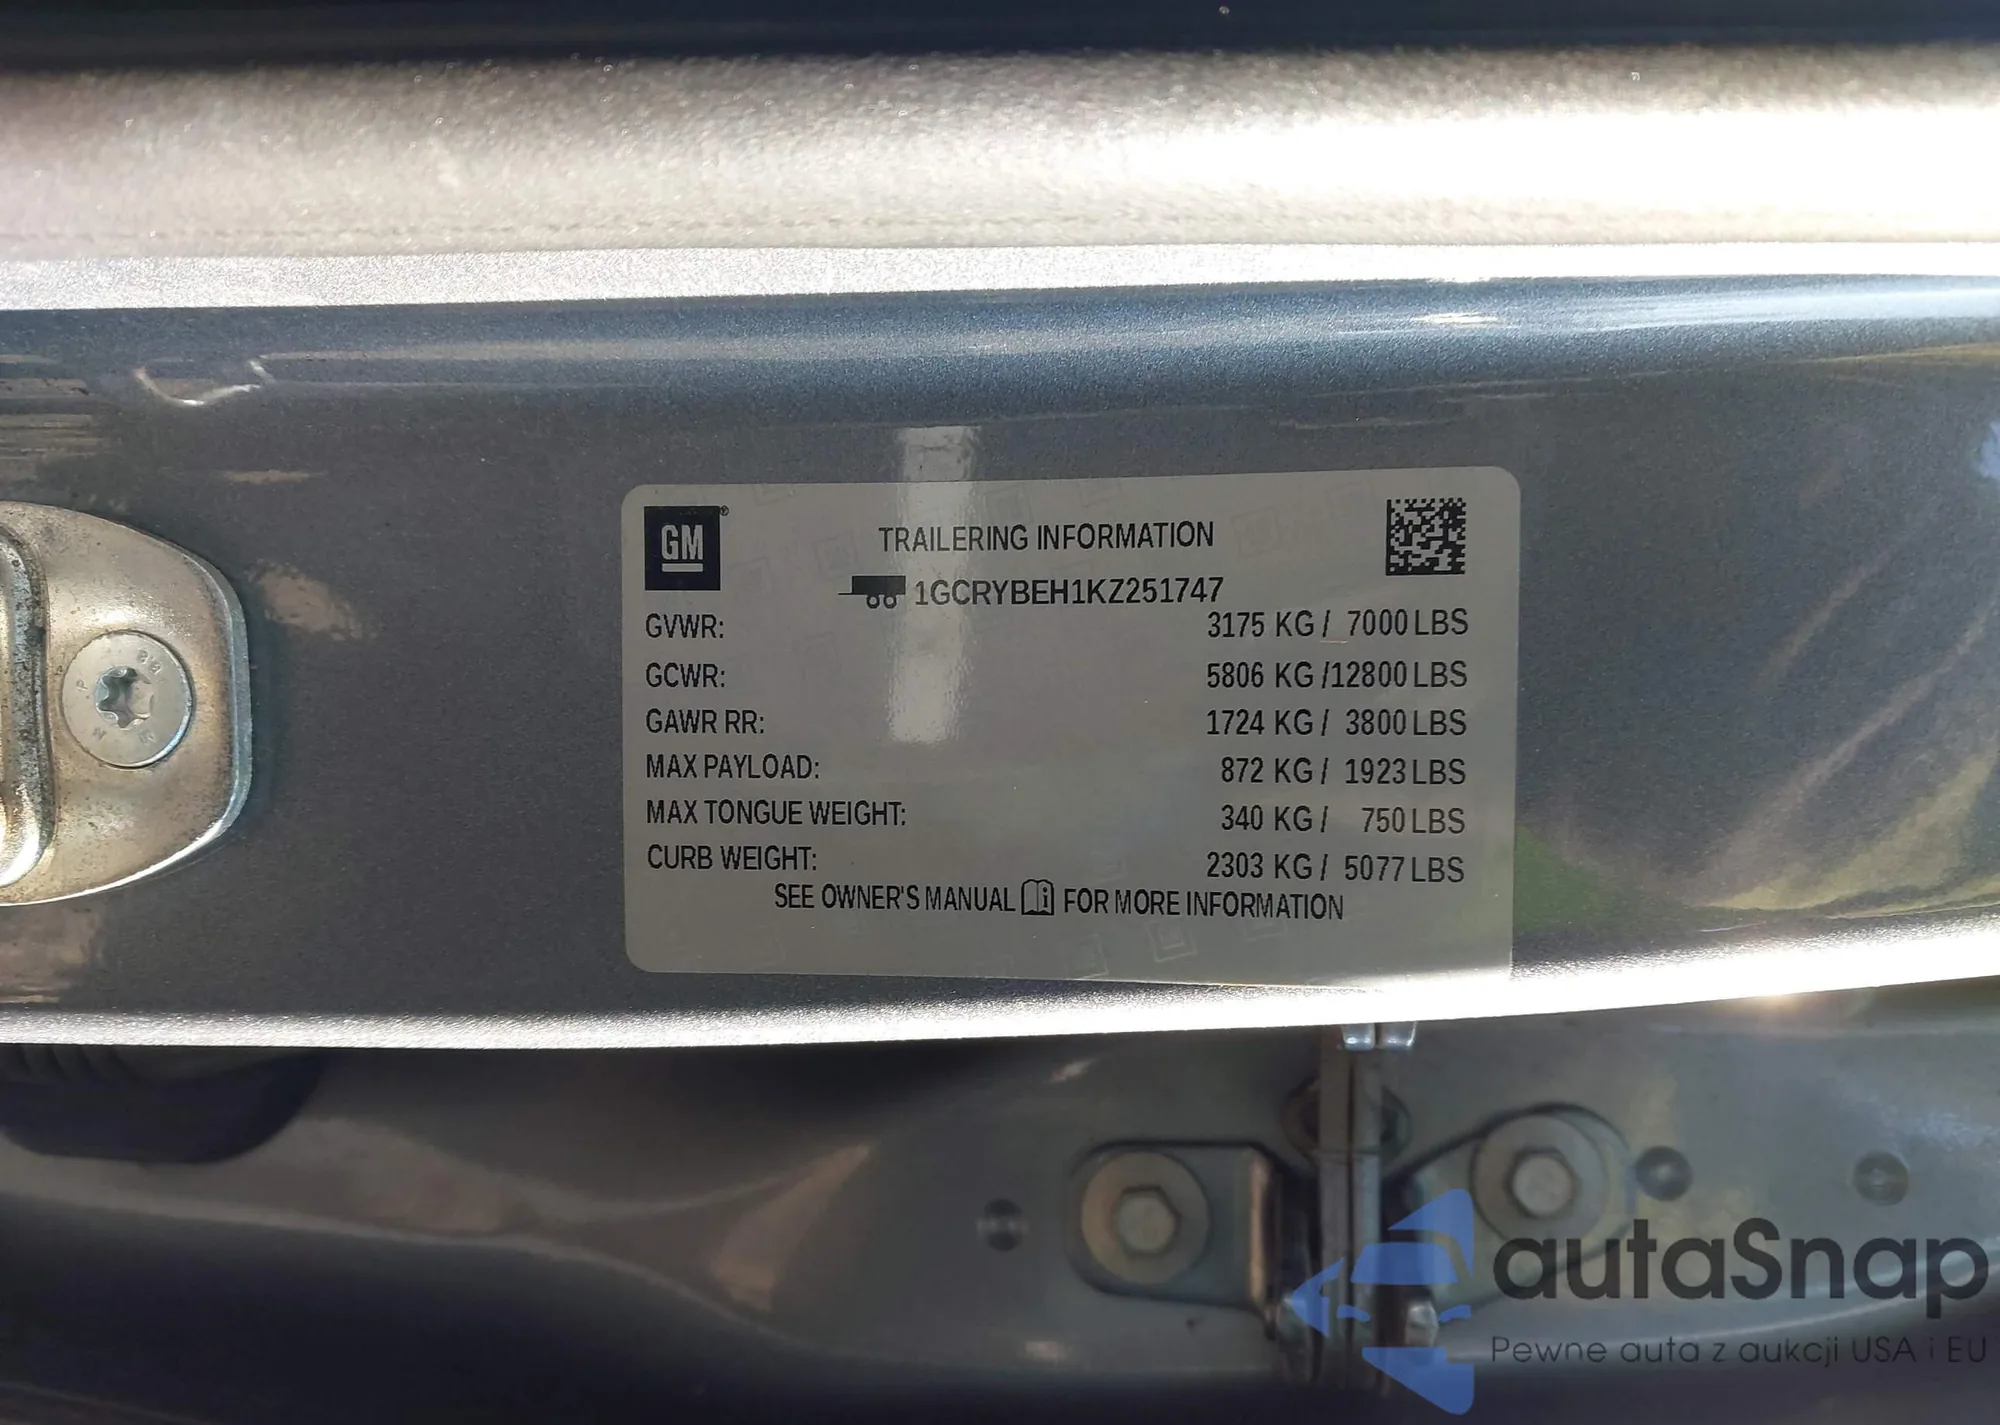 GM®
TRAILERING INFORMATION
1GCRYBEH1KZ251747
GVWR: 3175 KG / 7000 LBS
GCWR: 5806 KG /12800 LBS
GAWR RR: 1724 KG / 3800 LBS
MAX PAYLOAD: 872 KG / 1923 LBS
MAX TONGUE WEIGHT: 340 KG / 750 LBS
CURB WEIGHT: 2303 KG / 5077 LBS
SEE OWNER'S MANUAL FOR MORE INFORMATION
autaSnap
Pewne auta z aukcji USA i EU